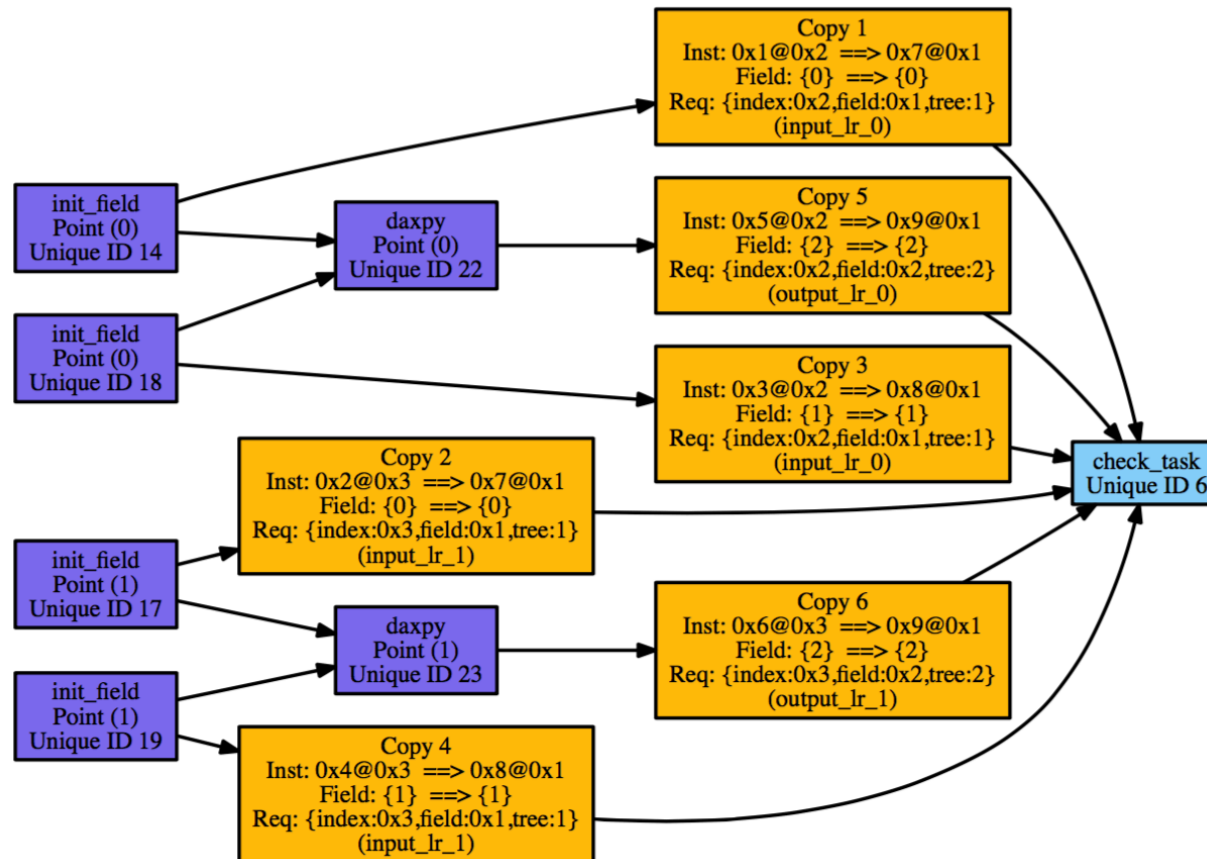 Copy 1
Inst: 0x1@0x2 ==> 0x7@0x1
Field: {0} ==> {0}
Req: {index:0x2,field:0x1,tree:1}
(input_lr_0)
init_field
Point (0)
Unique ID 14
daxpy
Point (0)
Unique ID 22
Copy 5
Inst: 0x5@0x2 ==> 0x9@0x1
Field: {2} ==> {2}
Req: {index:0x2,field:0x2,tree:2}
(output_lr_0)
init_field
Point (0)
Unique ID 18
Copy 3
Inst: 0x3@0x2 ==> 0x8@0x1
Field: {1} ==> {1}
Req: {index:0x2,field:0x1,tree:1}
(input_lr_0)
check_task
Unique ID 6
Copy 2
Inst: 0x2@0x3 ==> 0x7@0x1
Field: {0} ==> {0}
Req: {index:0x3,field:0x1,tree:1}
(input_lr_1)
init_field
Point (1)
Unique ID 17
daxpy
Point (1)
Unique ID 23
Copy 6
Inst: 0x6@0x3 ==> 0x9@0x1
Field: {2} ==> {2}
Req: {index:0x3,field:0x2,tree:2}
(output_lr_1)
init_field
Point (1)
Unique ID 19
Copy 4
Inst: 0x4@0x3 ==> 0x8@0x1
Field: {1} ==> {1}
Req: {index:0x3,field:0x1,tree:1}
(input_lr_1)